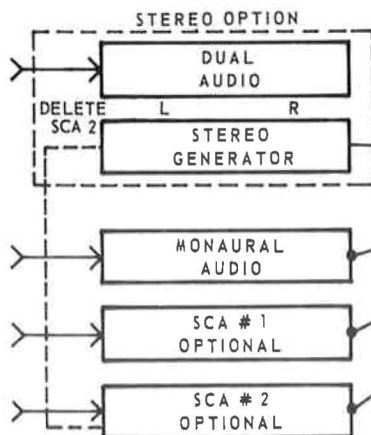 STEREO OPTION
DUAL
AUDIO
DELETE L R
SCA 2
STEREO
GENERATOR
MONAURAL
AUDIO
SCA # 1
OPTIONAL
SCA # 2
OPTIONAL